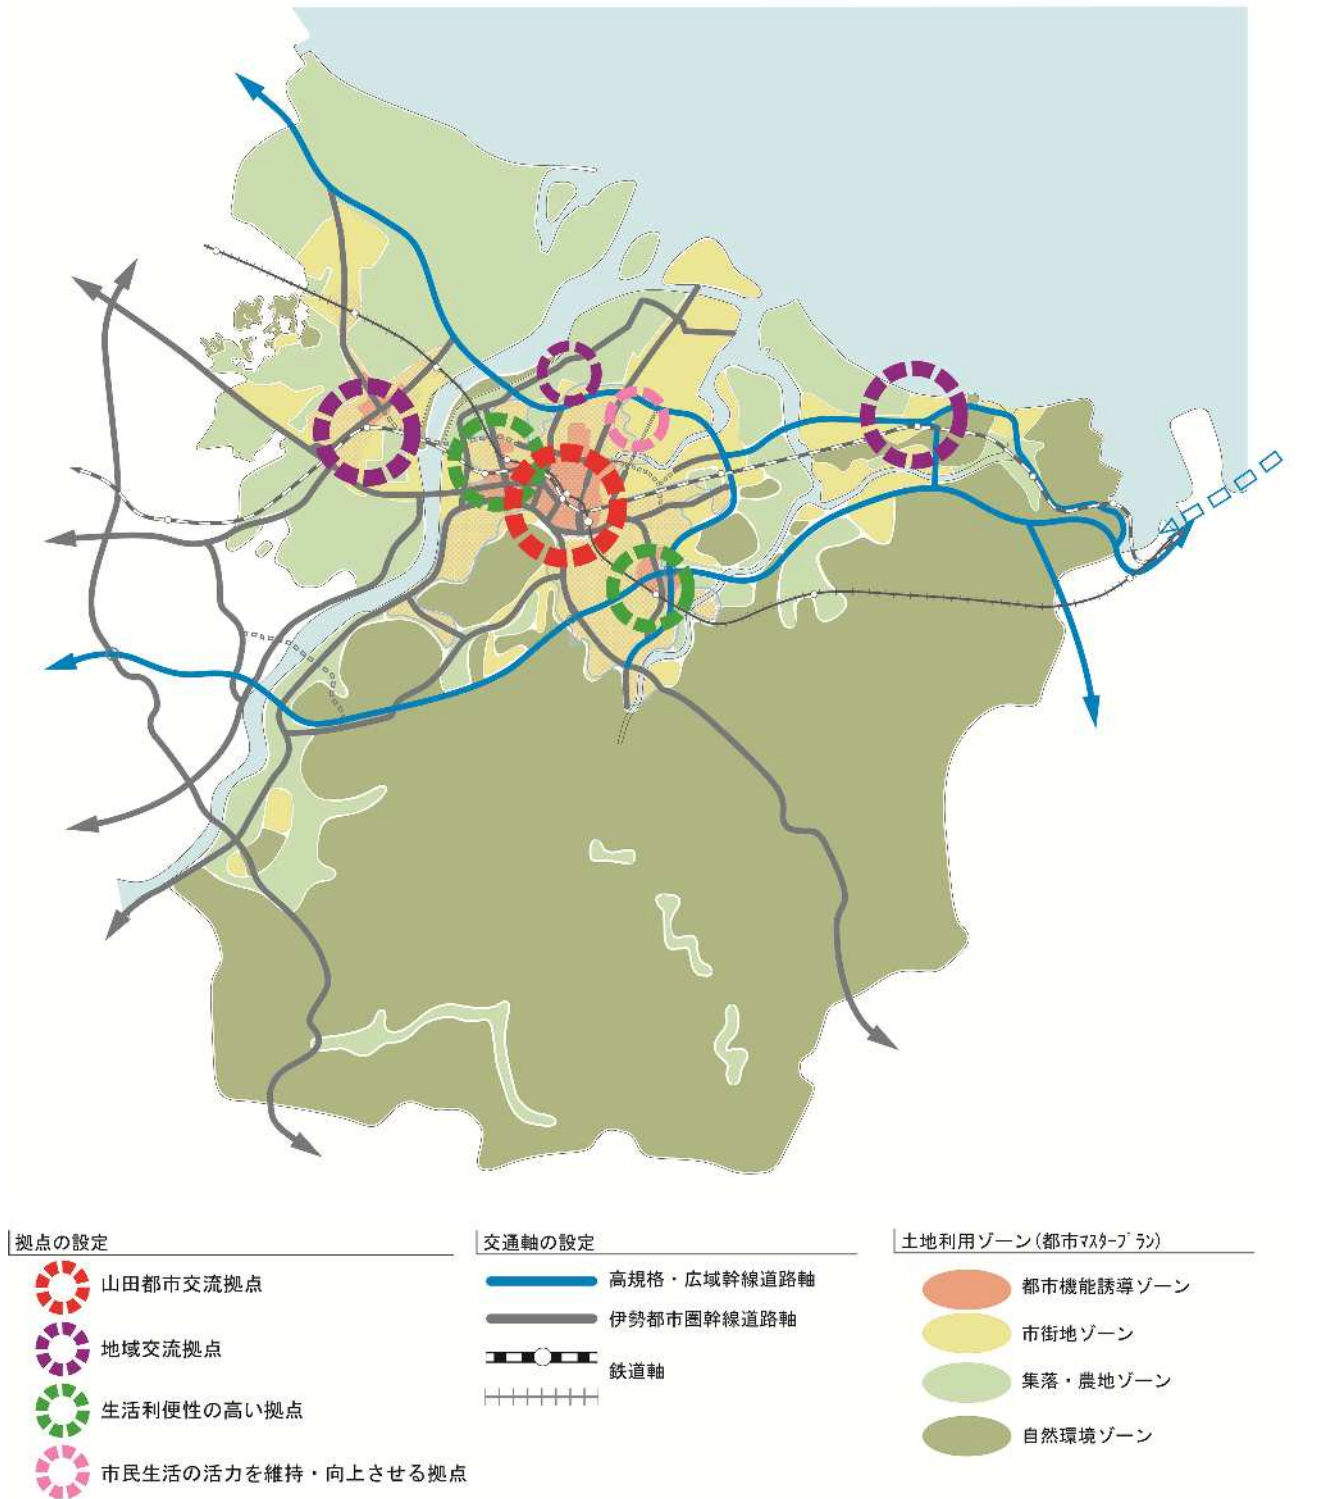 拠点の設定
山田都市交流拠点
地域交流拠点
生活利便性の高い拠点
市民生活の活力を維持・向上させる拠点
交通軸の設定
高規格・広域幹線道路軸
伊勢都市圏幹線道路軸
鉄道軸
土地利用ゾーン(都市ﾏｽﾀｰﾌﾟﾗﾝ)
都市機能誘導ゾーン
市街地ゾーン
集落・農地ゾーン
自然環境ゾーン